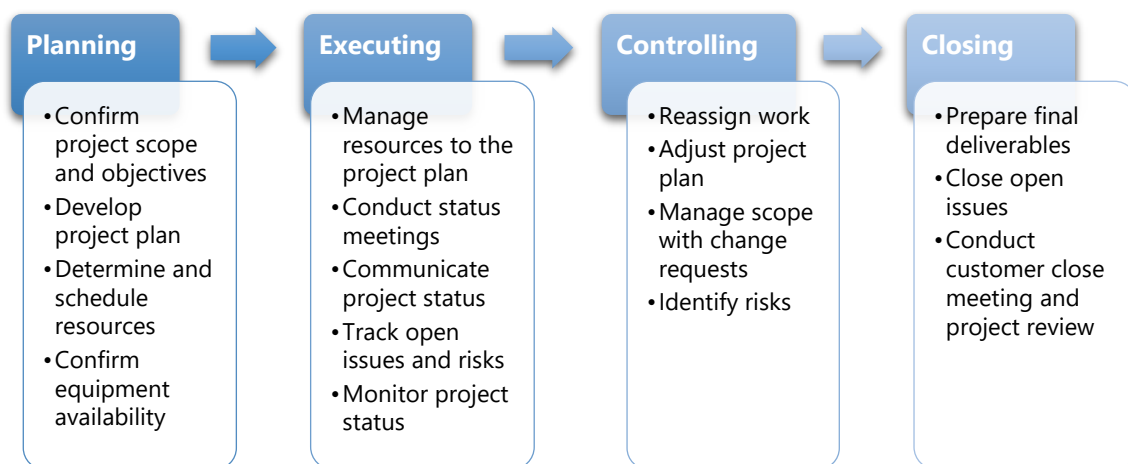 Planning
•Confirm
project scope
and objectives
•Develop
project plan
•Determine and
schedule
resources
•Confirm
equipment
availability
Executing
•Manage
resources to the
project plan
•Conduct status
meetings
•Communicate
project status
•Track open
issues and risks
•Monitor project
status
Controlling
•Reassign work
•Adjust project
plan
•Manage scope
with change
requests
•Identify risks
Closing
•Prepare final
deliverables
•Close open
issues
•Conduct
customer close
meeting and
project review